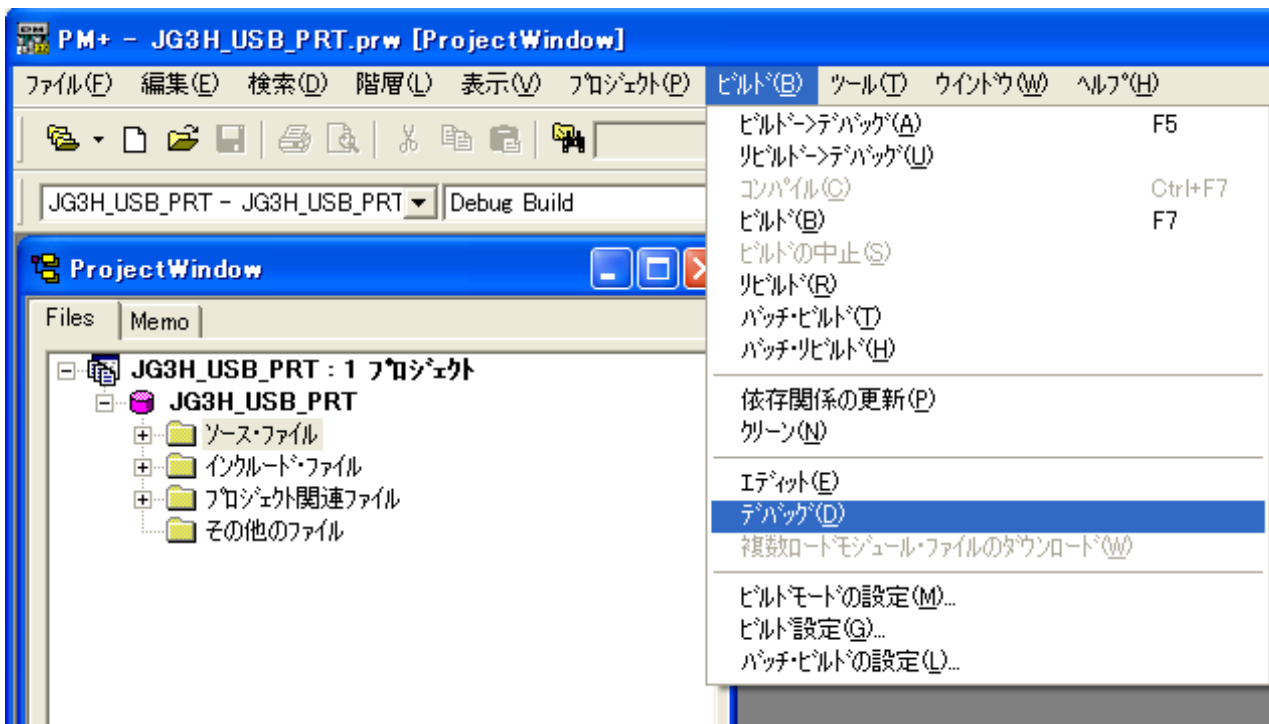 PM+ - JG3H_USB_PRT.prw [ProjectWindow]
ﾌｧｲﾙ(F) 編集(E) 検索(D) 階層(L) 表示(V) ﾌﾟﾛｼﾞｪｸﾄ(P) ﾋﾞﾙﾄﾞ(B) ﾂｰﾙ(T) ｳｲﾝﾄﾞｳ(W) ﾍﾙﾌﾟ(H)
JG3H_USB_PRT - JG3H_USB_PRT Debug Build
ProjectWindow
Files Memo
JG3H_USB_PRT : 1 ﾌﾟﾛｼﾞｪｸﾄ
JG3H_USB_PRT
ｿｰｽ･ﾌｧｲﾙ
ｲﾝｸﾙｰﾄﾞ･ﾌｧｲﾙ
ﾌﾟﾛｼﾞｪｸﾄ関連ﾌｧｲﾙ
その他のﾌｧｲﾙ
ﾋﾞﾙﾄﾞ->ﾃﾞﾊﾞｯｸﾞ(A) F5
ﾘﾋﾞﾙﾄﾞ->ﾃﾞﾊﾞｯｸﾞ(U)
ｺﾝﾊﾟｲﾙ(C) Ctrl+F7
ﾋﾞﾙﾄﾞ(B) F7
ﾋﾞﾙﾄﾞの中止(S)
ﾘﾋﾞﾙﾄﾞ(R)
ﾊﾞｯﾁ･ﾋﾞﾙﾄﾞ(T)
ﾊﾞｯﾁ･ﾘﾋﾞﾙﾄﾞ(H)
依存関係の更新(P)
ｸﾘｰﾝ(N)
ｴﾃﾞｨｯﾄ(E)
ﾃﾞﾊﾞｯｸﾞ(D)
複数ﾛｰﾄﾞﾓｼﾞｭｰﾙ･ﾌｧｲﾙのﾀﾞｳﾝﾛｰﾄﾞ(W)
ﾋﾞﾙﾄﾞﾓｰﾄﾞの設定(M)...
ﾋﾞﾙﾄﾞ設定(G)...
ﾊﾞｯﾁ･ﾋﾞﾙﾄﾞの設定(L)...